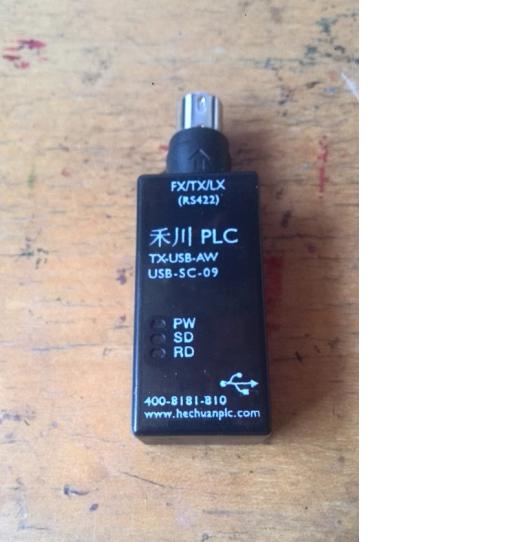 FX/TX/LX
(RS422)
禾川 PLC
TX-USB-AW
USB-SC-09
PW
SD
RD
400-8181-810
www.hechuanplc.com